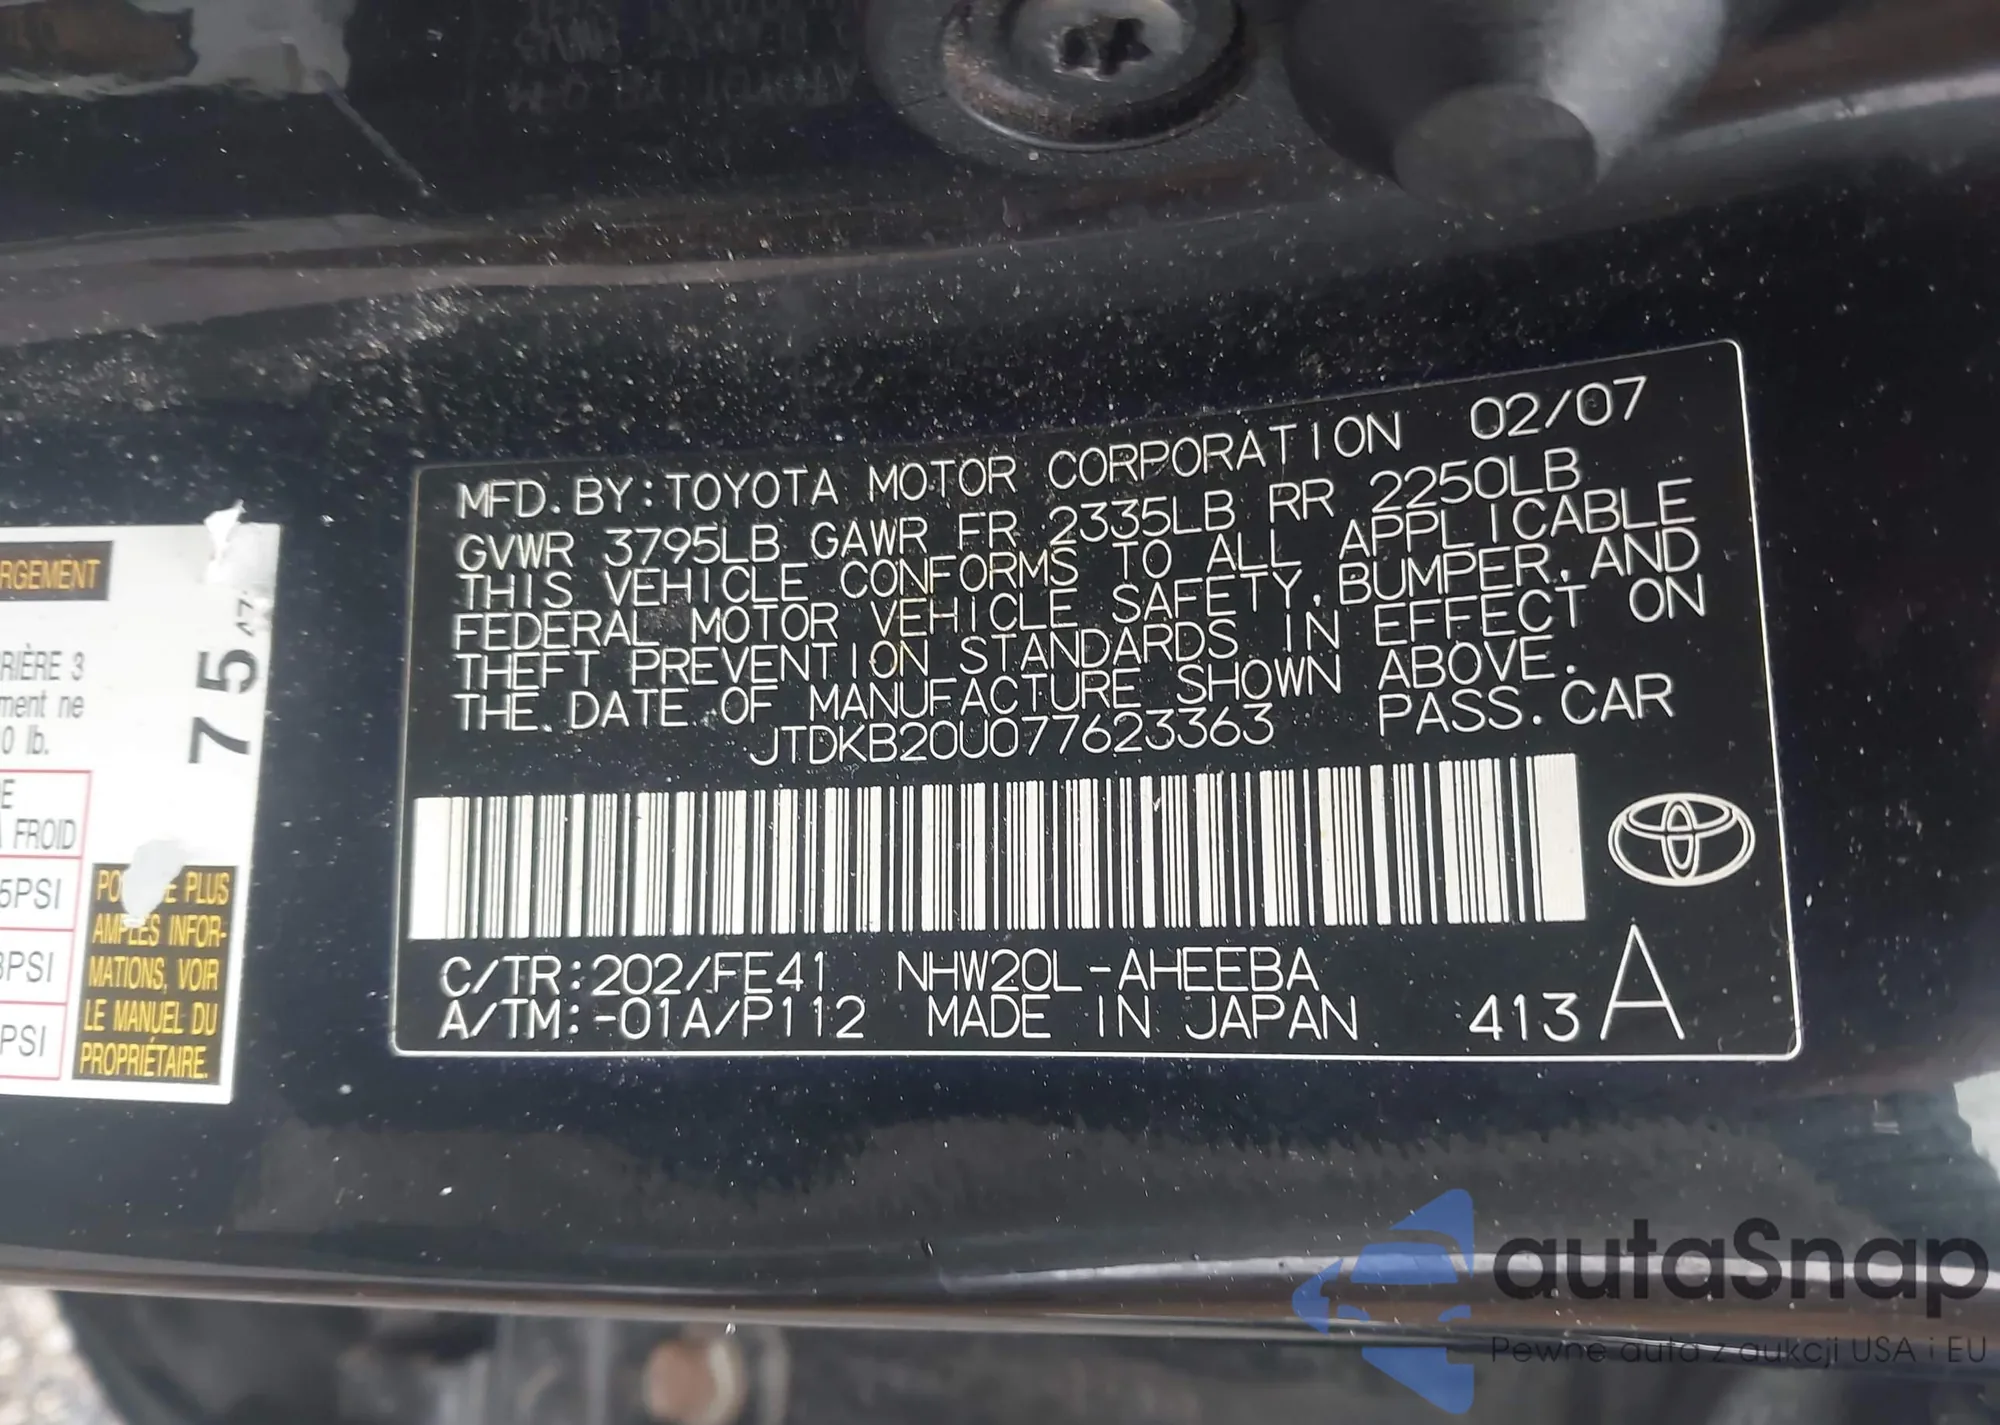 MFD. BY: TOYOTA MOTOR CORPORATION 02/07
GVWR 3795LB GAWR FR 2335LB RR 2250LB
THIS VEHICLE CONFORMS TO ALL APPLICABLE
FEDERAL MOTOR VEHICLE SAFETY, BUMPER, AND
THEFT PREVENTION STANDARDS IN EFFECT ON
THE DATE OF MANUFACTURE SHOWN ABOVE.
JTDKB20U077623363 PASS. CAR
C/TR: 202/FE41 NHW20L-AHEEBA
A/TM: -01A/P112 MADE IN JAPAN 413 A
RGEMENT
RIÈRE 3
ment ne
0 lb.
7547
E
À FROID
5PSI
3PSI
PSI
PLUS
AMPLES INFOR-
MATIONS, VOIR
LE MANUEL DU
PROPRIÉTAIRE.
autaSnap
Pewne auta z aukcji USA i EU